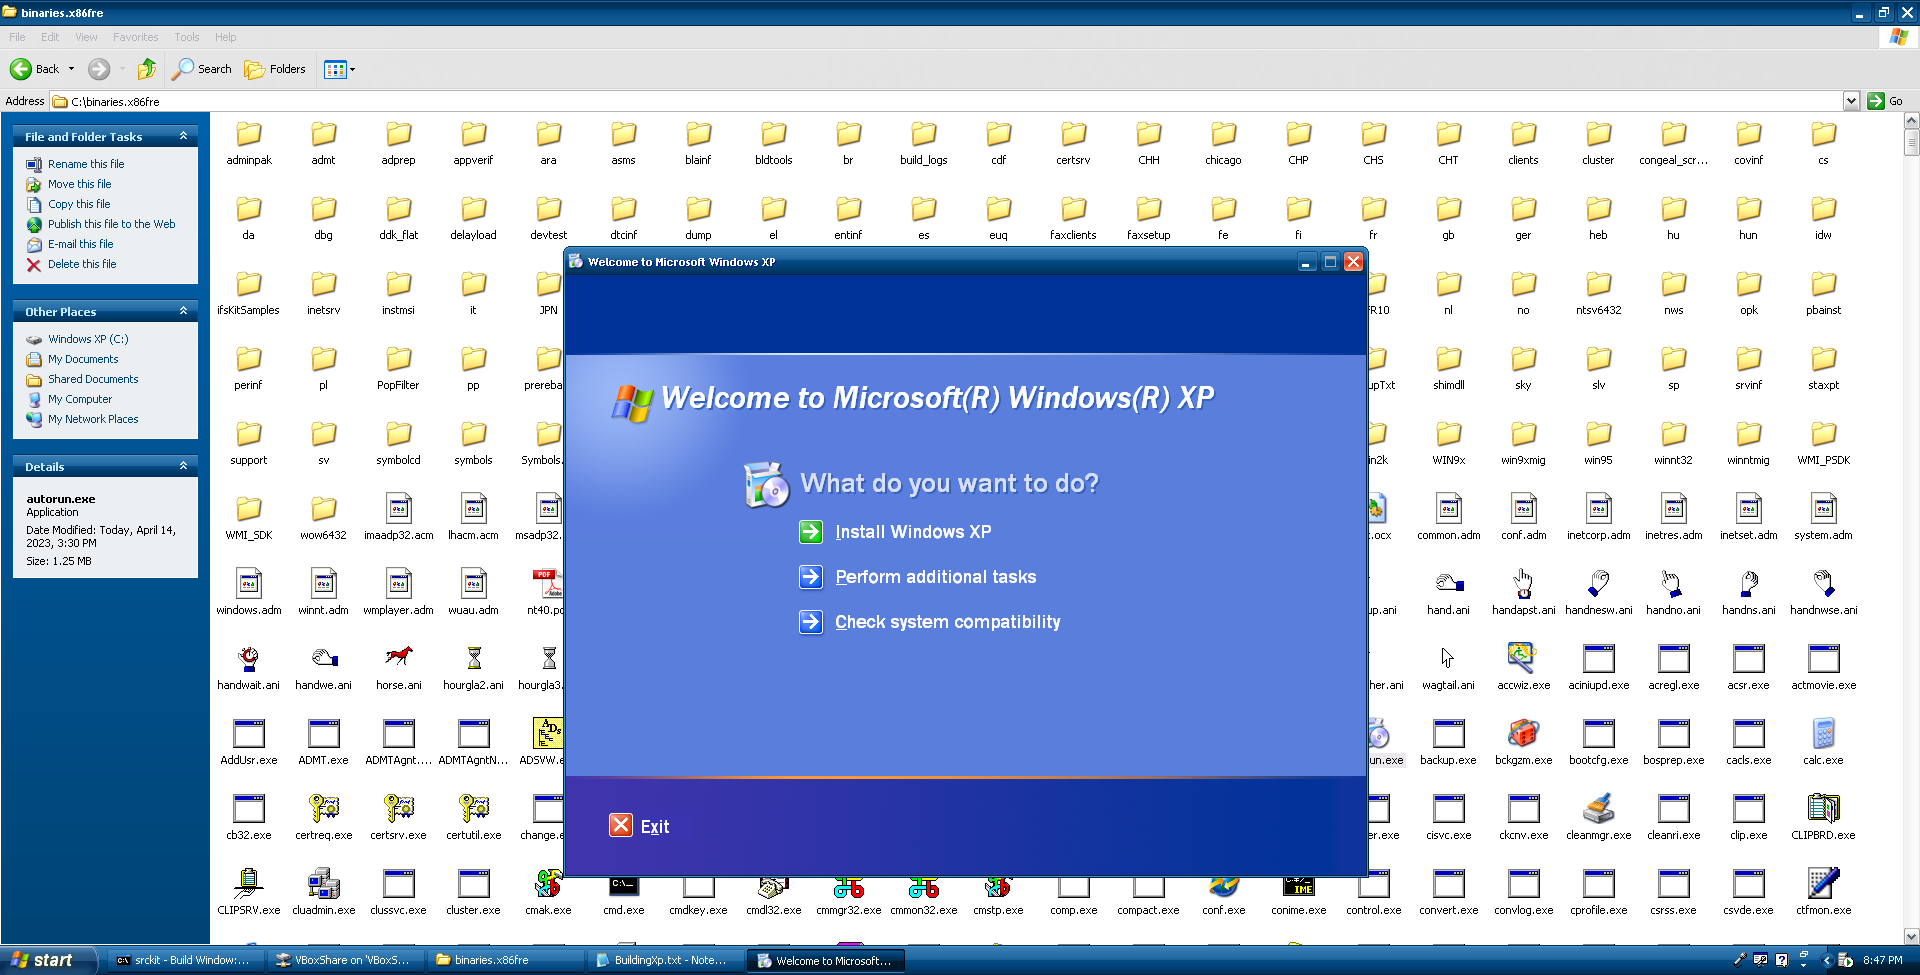 binaries.x86fre
File Edit View Favorites Tools Help
Back Search Folders
Address C:\binaries.x86fre Go
File and Folder Tasks
Rename this file
Move this file
Copy this file
Publish this file to the Web
E-mail this file
Delete this file
Other Places
Windows XP (C:)
My Documents
Shared Documents
My Computer
My Network Places
Details
autorun.exe
Application
Date Modified: Today, April 14,
2023, 3:30 PM
Size: 1.25 MB
adminpak admt adprep appverif ara asms blainf bldtools br build_logs cdf certsrv CHH chicago CHP CHS CHT clients cluster congeal_scr... covinf cs
da dbg ddk_flat delayload devtest dtcinf dump el entinf es euq faxclients faxsetup fe fi fr gb ger heb hu hun idw
ifsKitSamples inetsrv instmsi it JPN FR10 nl no ntsv6432 nws opk pbainst
perinf pl PopFilter pp prereba upTxt shimdll sky slv sp srvinf staxpt
support sv symbolcd symbols Symbols. in2k WIN9x win9xmig win95 winnt32 winntmig WMI_PSDK
WMI_SDK wow6432 imaadp32.acm lhacm.acm msadp32. .ocx common.adm conf.adm inetcorp.adm inetres.adm inetset.adm system.adm
windows.adm winnt.adm wmplayer.adm wuau.adm nt40.po up.ani hand.ani handapst.ani handnesw.ani handno.ani handns.ani handnwse.ani
handwait.ani handwe.ani horse.ani hourgla2.ani hourgla3. her.ani wagtail.ani accwiz.exe aciniupd.exe acregl.exe acsr.exe actmovie.exe
AddUsr.exe ADMT.exe ADMTAgnt.... ADMTAgntN... ADSVW.e un.exe backup.exe bckgzm.exe bootcfg.exe bosprep.exe cacls.exe calc.exe
cb32.exe certreq.exe certsrv.exe certutil.exe change.e er.exe cisvc.exe ckcnv.exe cleanmgr.exe cleanri.exe clip.exe CLIPBRD.exe
CLIPSRV.exe cluadmin.exe clussvc.exe cluster.exe cmak.exe cmd.exe cmdkey.exe cmdl32.exe cmmgr32.exe cmmon32.exe cmstp.exe comp.exe compact.exe conf.exe conime.exe control.exe convert.exe convlog.exe cprofile.exe csrss.exe csvde.exe ctfmon.exe
Welcome to Microsoft Windows XP
Welcome to Microsoft(R) Windows(R) XP
What do you want to do?
Install Windows XP
Perform additional tasks
Check system compatibility
Exit
start srckit - Build Window:... VBoxShare on 'VBoxS... binaries.x86fre BuildingXp.txt - Note... Welcome to Microsoft... 8:47 PM